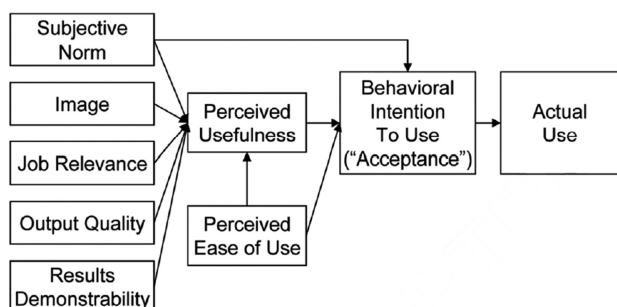 Subjective
Norm
Image
Job Relevance
Output Quality
Results
Demonstrability
Perceived
Usefulness
Perceived
Ease of Use
Behavioral
Intention
To Use
(“Acceptance”)
Actual
Use